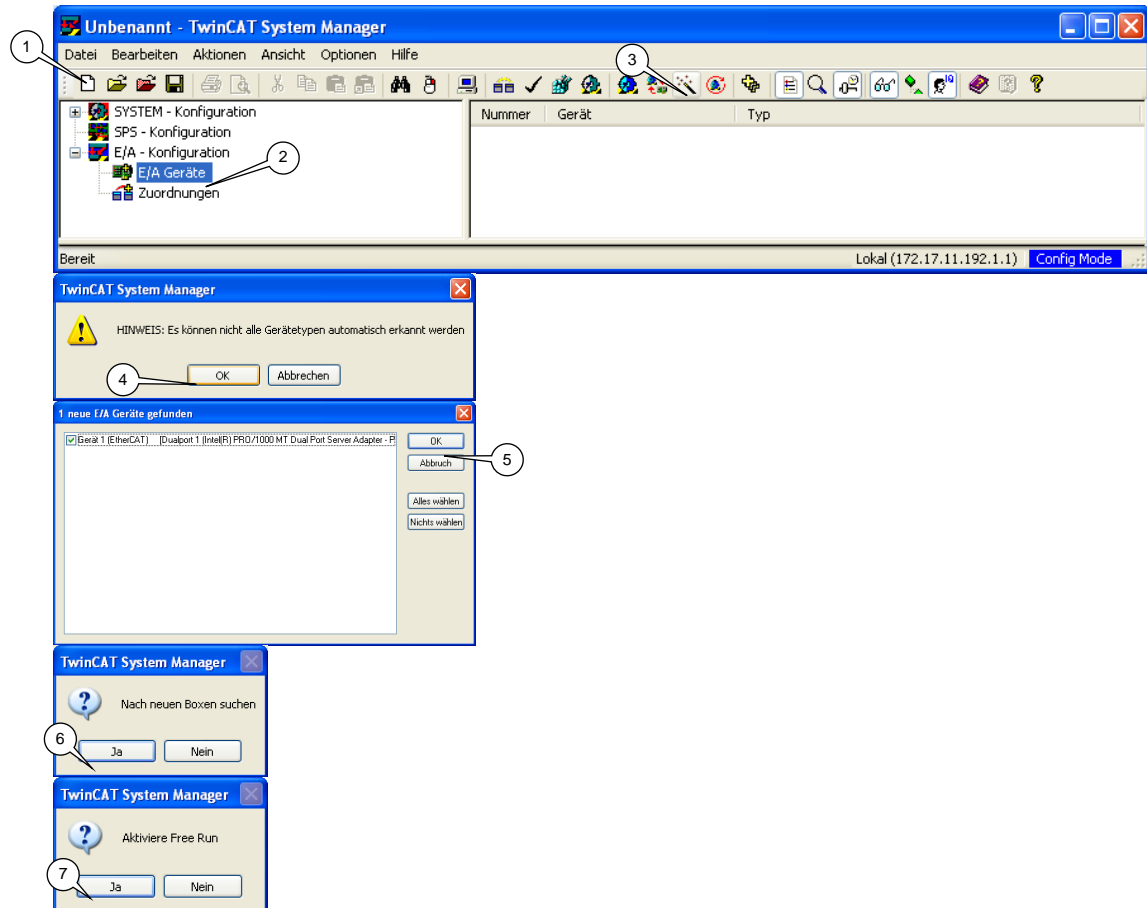 Unbenannt - TwinCAT System Manager
1
Datei Bearbeiten Aktionen Ansicht Optionen Hilfe
3
SYSTEM - Konfiguration
SPS - Konfiguration
E/A - Konfiguration
E/A Geräte
Zuordnungen
2
Nummer Gerät Typ
Bereit
Lokal (172.17.11.192.1.1) Config Mode
TwinCAT System Manager
HINWEIS: Es können nicht alle Gerätetypen automatisch erkannt werden
4
OK Abbrechen
1 neue E/A Geräte gefunden
Gerät 1 (EtherCAT) [Dualport 1 (Intel(R) PRO/1000 MT Dual Port Server Adapter - P
OK
Abbruch
5
Alles wählen
Nichts wählen
TwinCAT System Manager
Nach neuen Boxen suchen
6
Ja Nein
TwinCAT System Manager
Aktiviere Free Run
7
Ja Nein